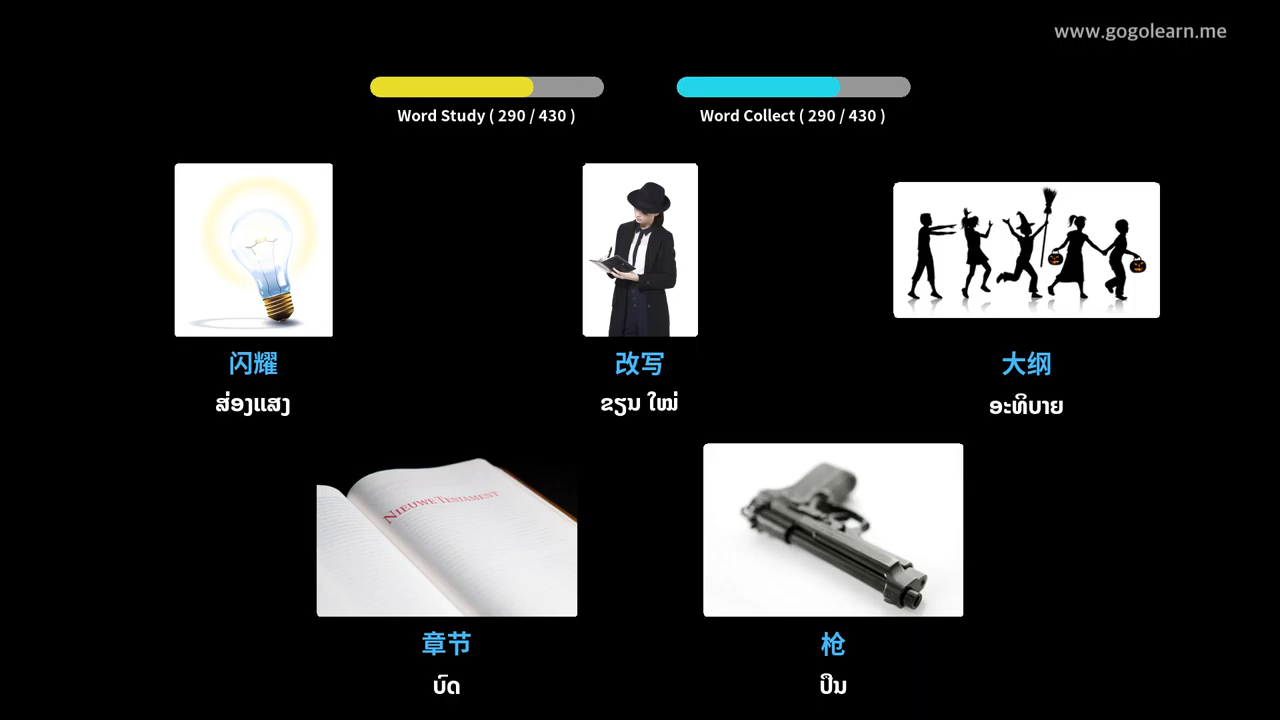 www.gogolearn.me
Word Study ( 290 / 430 )
Word Collect ( 290 / 430 )
闪耀
改写
大纲
ສ່ອງແສງ
ຂຽນ ໃໝ່
ອະທິບາຍ
NIEUWE TESTAMENT
章节
枪
ບົດ
ປືນ